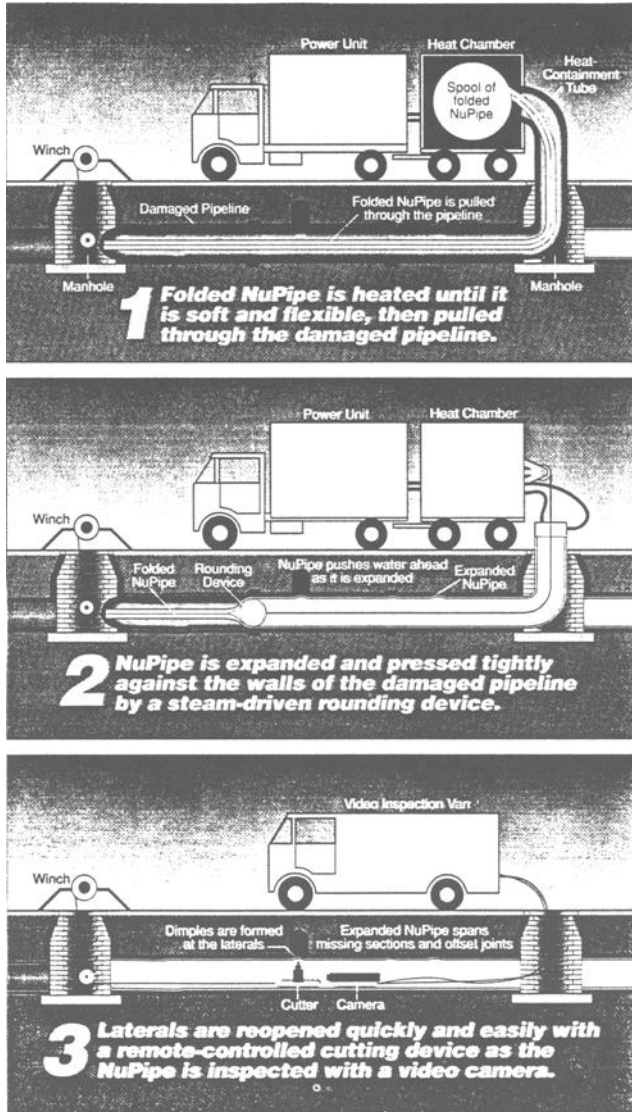 Power Unit
Heat Chamber
Heat-
Containment
Tube
Spool of
folded
NuPipe
Winch
Damaged Pipeline
Folded NuPipe is pulled
through the pipeline
Manhole
Manhole
1 Folded NuPipe is heated until it
is soft and flexible, then pulled
through the damaged pipeline.
Power Unit
Heat Chamber
Winch
Folded
NuPipe
Rounding
Device
NuPipe pushes water ahead
as it is expanded
Expanded
NuPipe
2 NuPipe is expanded and pressed tightly
against the walls of the damaged pipeline
by a steam-driven rounding device.
Video Inspection Van
Winch
Dimples are formed
at the laterals
Expanded NuPipe spans
missing sections and offset joints
Cutter
Camera
3 Laterals are reopened quickly and easily with
a remote-controlled cutting device as the
NuPipe is inspected with a video camera.